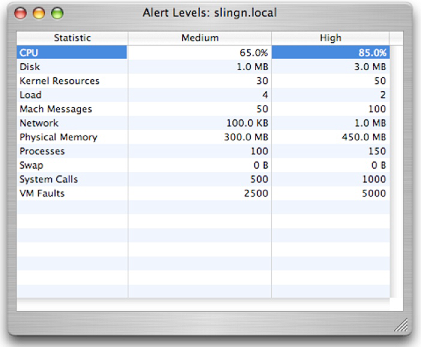 Alert Levels: slingn.local
Statistic Medium High
CPU 65.0% 85.0%
Disk 1.0 MB 3.0 MB
Kernel Resources 30 50
Load 4 2
Mach Messages 50 100
Network 100.0 KB 1.0 MB
Physical Memory 300.0 MB 450.0 MB
Processes 100 150
Swap 0 B 0 B
System Calls 500 1000
VM Faults 2500 5000